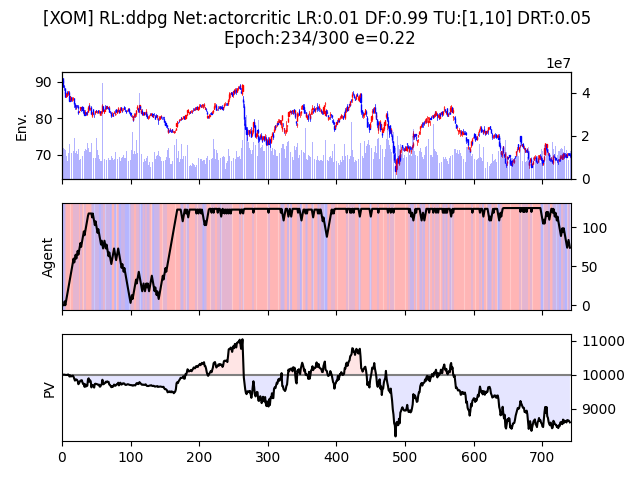 [XOM] RL:ddpg Net:actorcritic LR:0.01 DF:0.99 TU:[1,10] DRT:0.05
Epoch:234/300 e=0.22
1e7
Env.
90
80
70
4
2
0
Agent
100
50
0
PV
11000
10000
9000
0 100 200 300 400 500 600 700